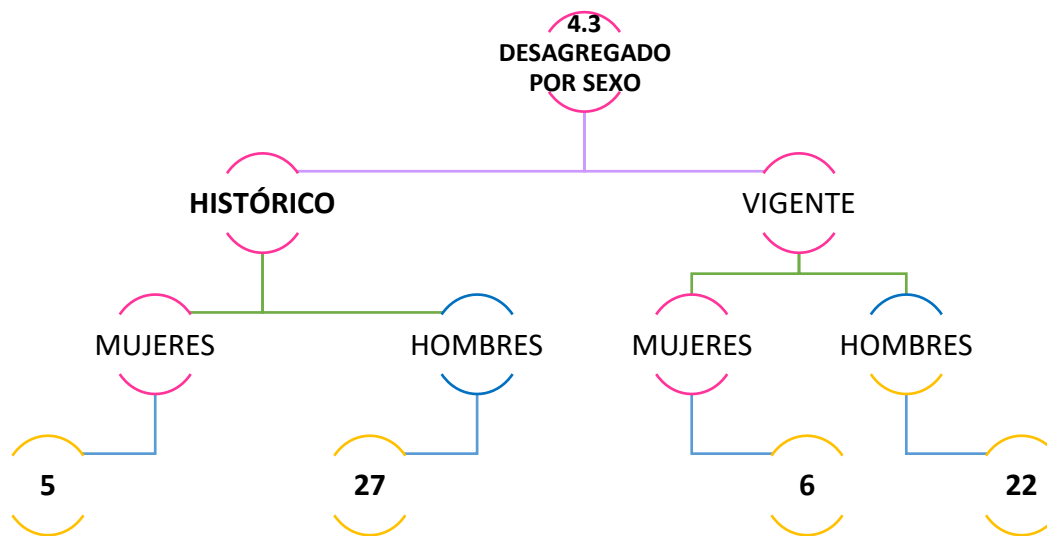 4.3
DESAGREGADO
POR SEXO
HISTÓRICO
VIGENTE
MUJERES
HOMBRES
MUJERES
HOMBRES
5
27
6
22